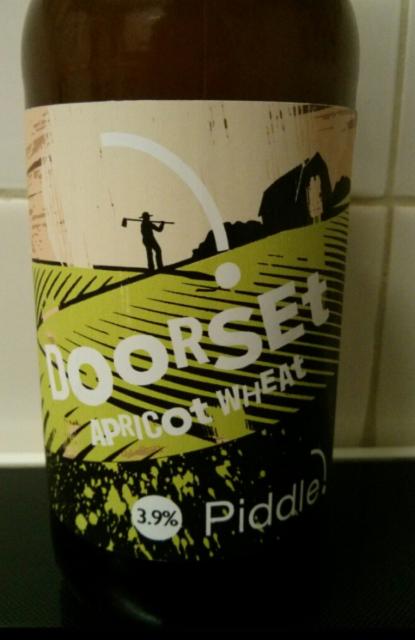 DOORSEt
APRICOt WHEAt
3.9%
Piddle